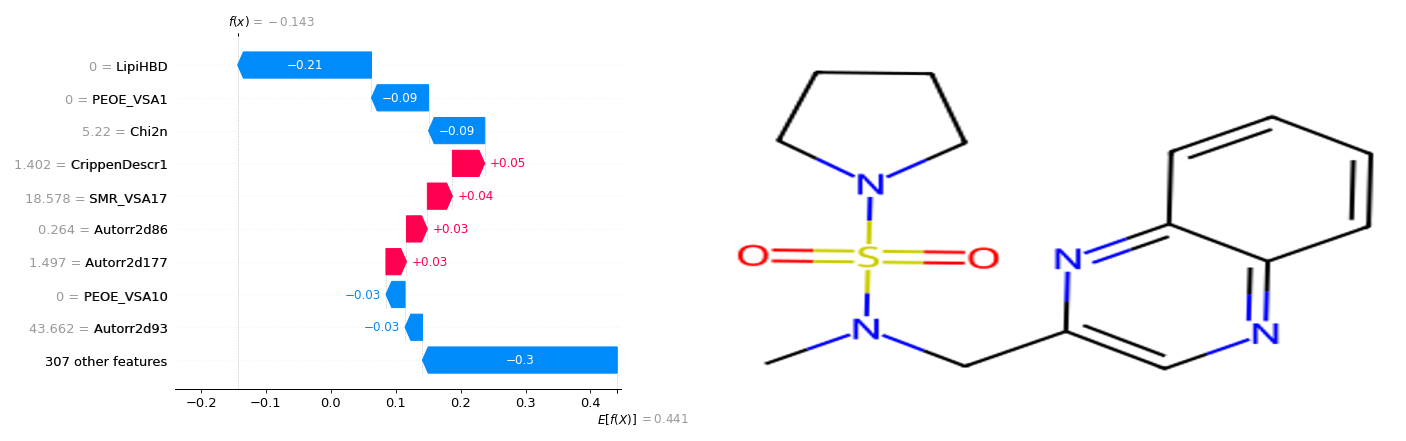 f(x) = −0.143
0 = LipiHBD −0.21
0 = PEOE_VSA1 −0.09
5.22 = Chi2n −0.09
1.402 = CrippenDescr1 +0.05
18.578 = SMR_VSA17 +0.04
0.264 = Autorr2d86 +0.03
1.497 = Autorr2d177 +0.03
0 = PEOE_VSA10 −0.03
43.662 = Autorr2d93 −0.03
307 other features −0.3
−0.2 −0.1 0.0 0.1 0.2 0.3 0.4
E[f(X)] = 0.441
N
O S O
N
N
N